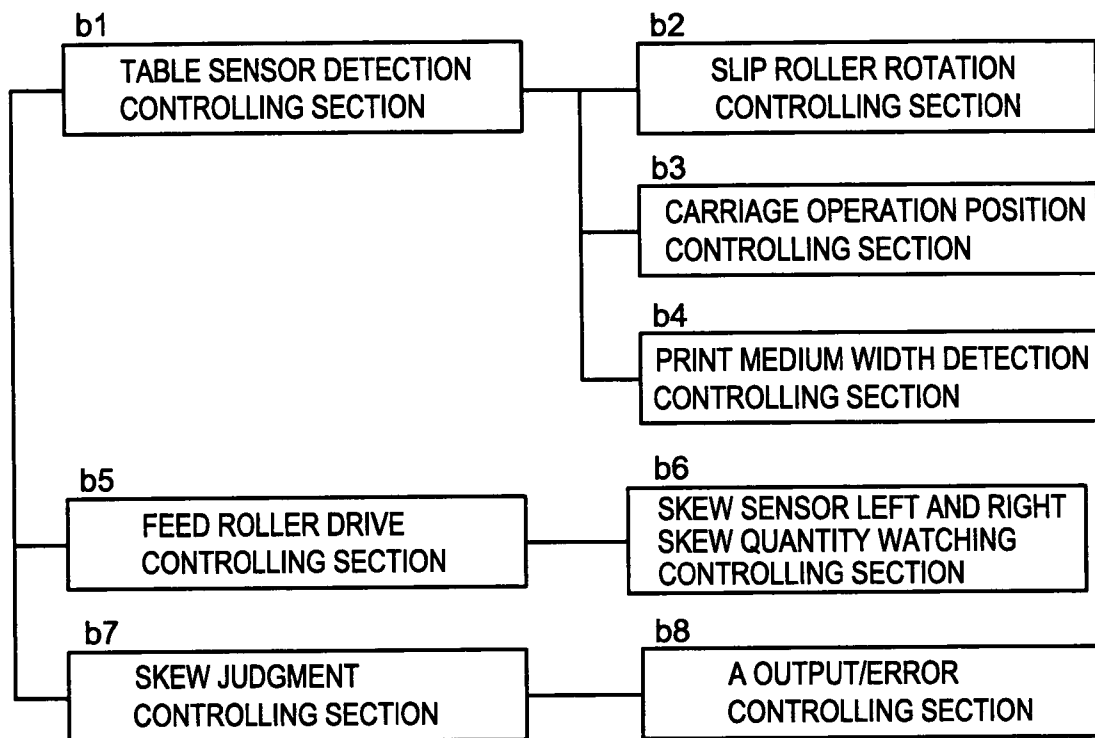 b1
TABLE SENSOR DETECTION
CONTROLLING SECTION
b2
SLIP ROLLER ROTATION
CONTROLLING SECTION
b3
CARRIAGE OPERATION POSITION
CONTROLLING SECTION
b4
PRINT MEDIUM WIDTH DETECTION
CONTROLLING SECTION
b5
FEED ROLLER DRIVE
CONTROLLING SECTION
b6
SKEW SENSOR LEFT AND RIGHT
SKEW QUANTITY WATCHING
CONTROLLING SECTION
b7
SKEW JUDGMENT
CONTROLLING SECTION
b8
A OUTPUT/ERROR
CONTROLLING SECTION